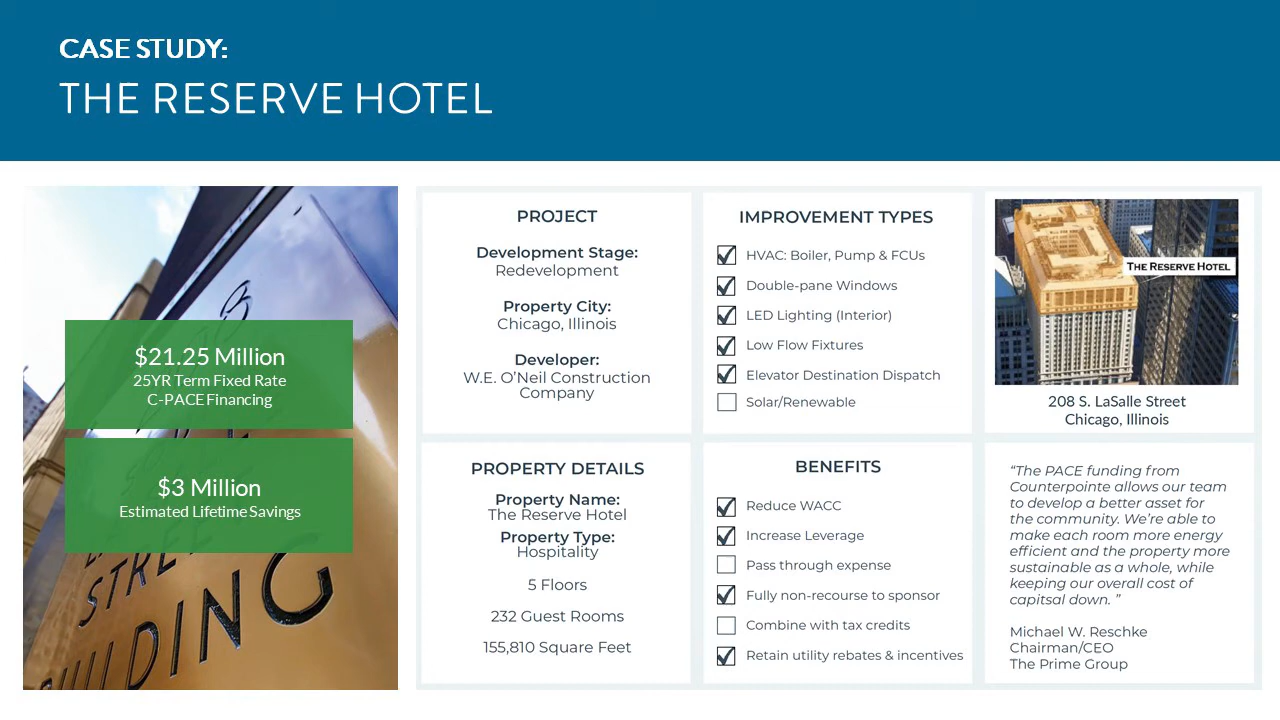 CASE STUDY:
THE RESERVE HOTEL
$21.25 Million
25YR Term Fixed Rate
C-PACE Financing
$3 Million
Estimated Lifetime Savings
STREE
UILDING
PROJECT
Development Stage:
Redevelopment
Property City:
Chicago, Illinois
Developer:
W.E. O’Neil Construction
Company
IMPROVEMENT TYPES
HVAC: Boiler, Pump & FCUs
Double-pane Windows
LED Lighting (Interior)
Low Flow Fixtures
Elevator Destination Dispatch
Solar/Renewable
THE RESERVE HOTEL
208 S. LaSalle Street
Chicago, Illinois
PROPERTY DETAILS
Property Name:
The Reserve Hotel
Property Type:
Hospitality
5 Floors
232 Guest Rooms
155,810 Square Feet
BENEFITS
Reduce WACC
Increase Leverage
Pass through expense
Fully non-recourse to sponsor
Combine with tax credits
Retain utility rebates & incentives
“The PACE funding from
Counterpointe allows our team
to develop a better asset for
the community. We’re able to
make each room more energy
efficient and the property more
sustainable as a whole, while
keeping our overall cost of
capitsal down. ”
Michael W. Reschke
Chairman/CEO
The Prime Group